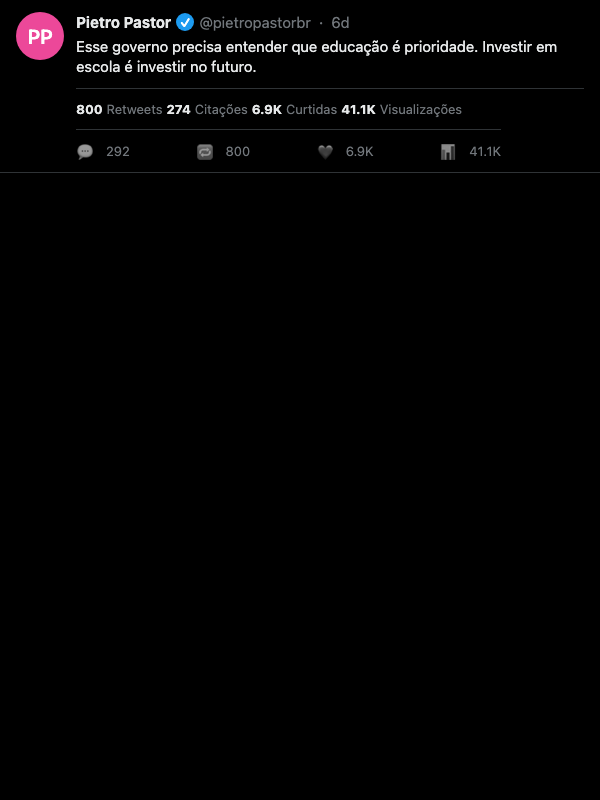 PP
Pietro Pastor @pietropastorbr · 6d
Esse governo precisa entender que educação é prioridade. Investir em
escola é investir no futuro.
800 Retweets 274 Citações 6.9K Curtidas 41.1K Visualizações
292 800 6.9K 41.1K